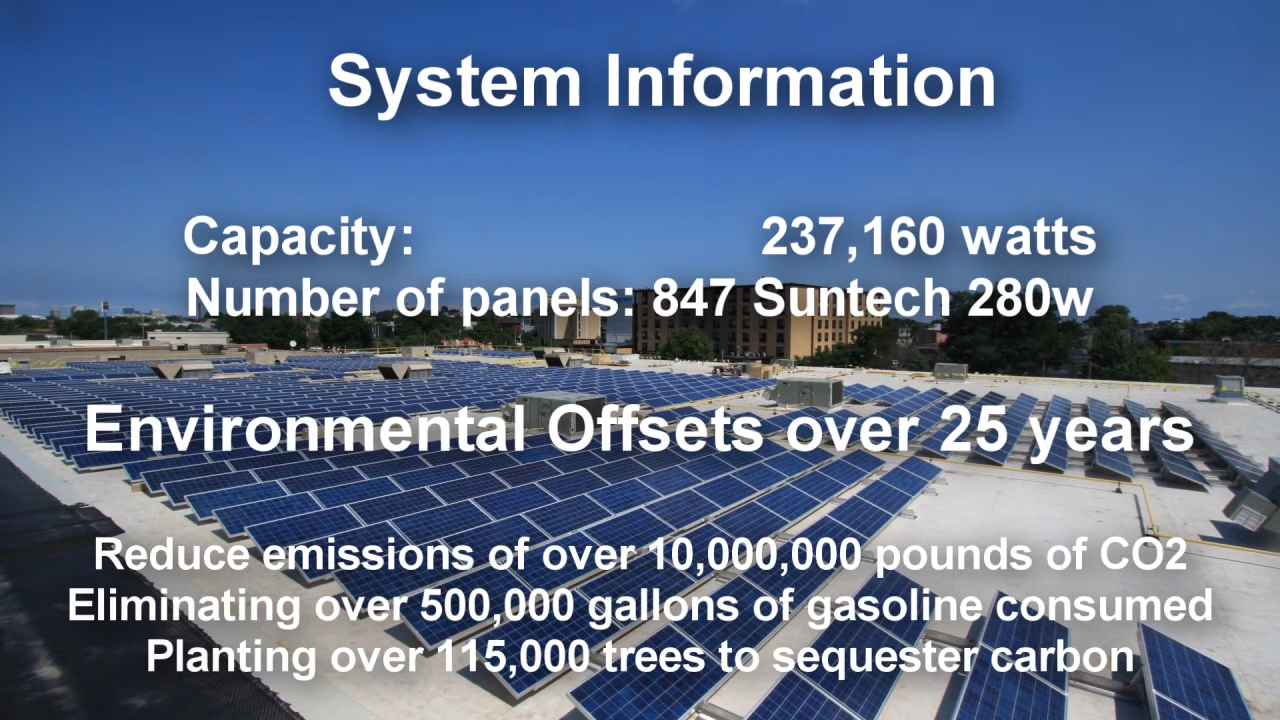 System Information
Capacity: 237,160 watts
Number of panels: 847 Suntech 280w
Environmental Offsets over 25 years
Reduce emissions of over 10,000,000 pounds of CO2
Eliminating over 500,000 gallons of gasoline consumed
Planting over 115,000 trees to sequester carbon